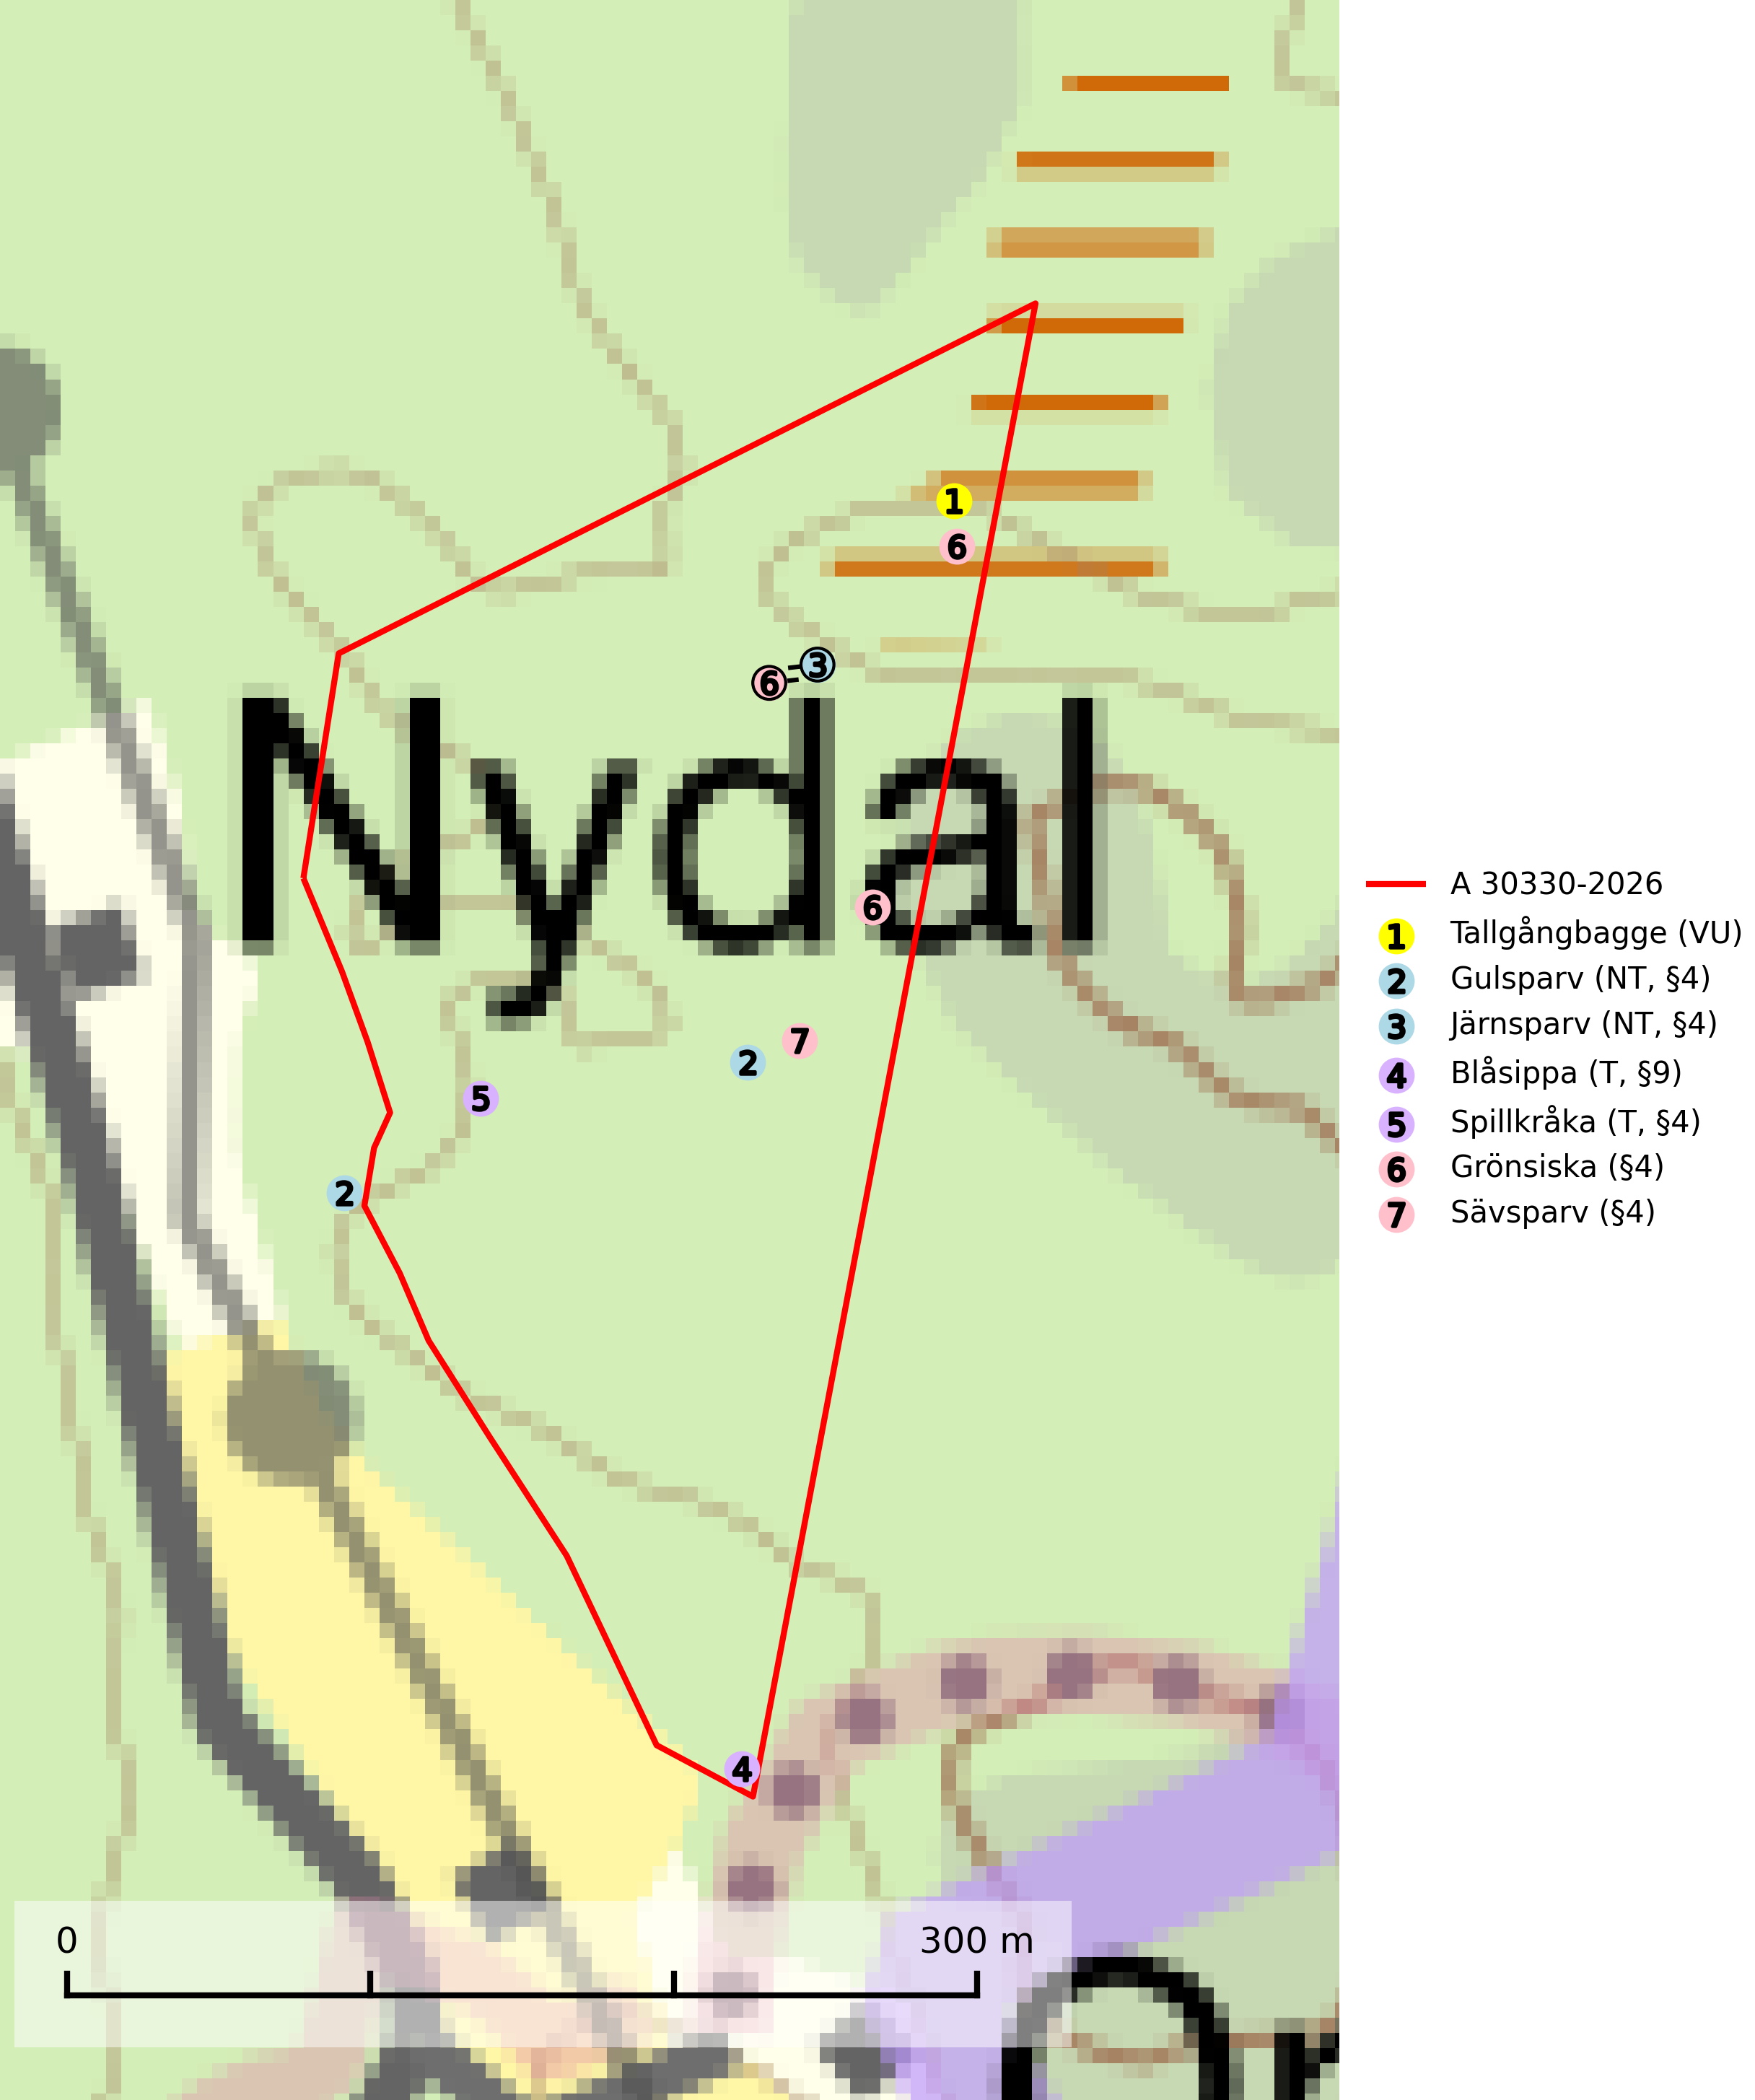 1
6
6 3
Nydal
6
7
2
5
2
4
0 300 m
A 30330-2026
1 Tallgångbagge (VU)
2 Gulsparv (NT, §4)
3 Järnsparv (NT, §4)
4 Blåsippa (T, §9)
5 Spillkråka (T, §4)
6 Grönsiska (§4)
7 Sävsparv (§4)